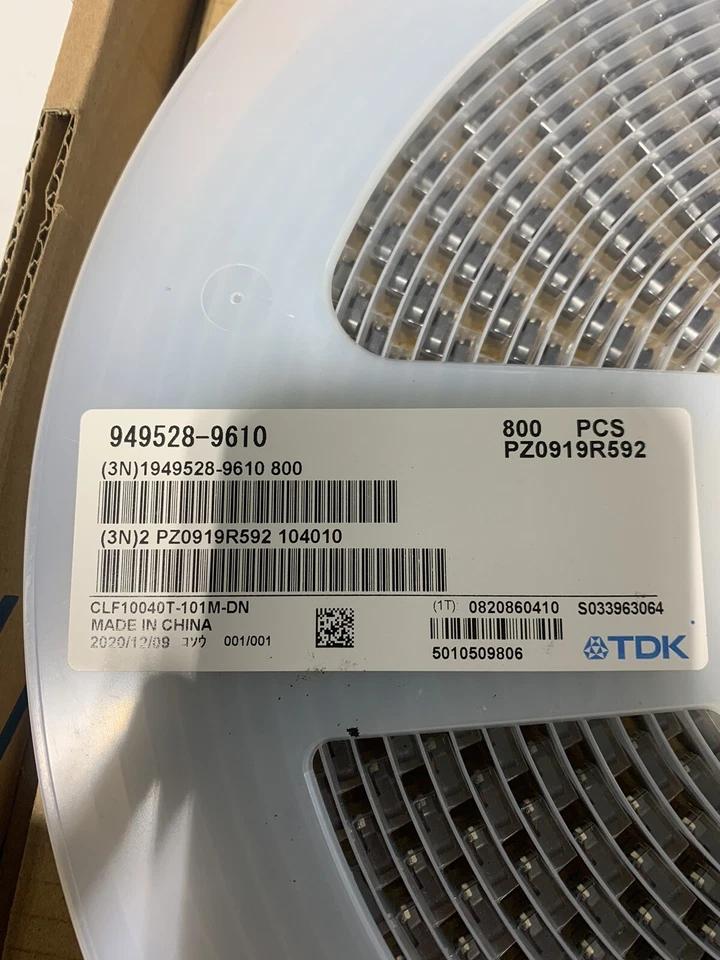 949528-9610
800 PCS
PZ0919R592
(3N)1949528-9610 800
(3N)2 PZ0919R592 104010
CLF10040T-101M-DN
MADE IN CHINA
2020/12/09 コソウ 001/001
(1T) 0820860410 S033963064
5010509806
TDK